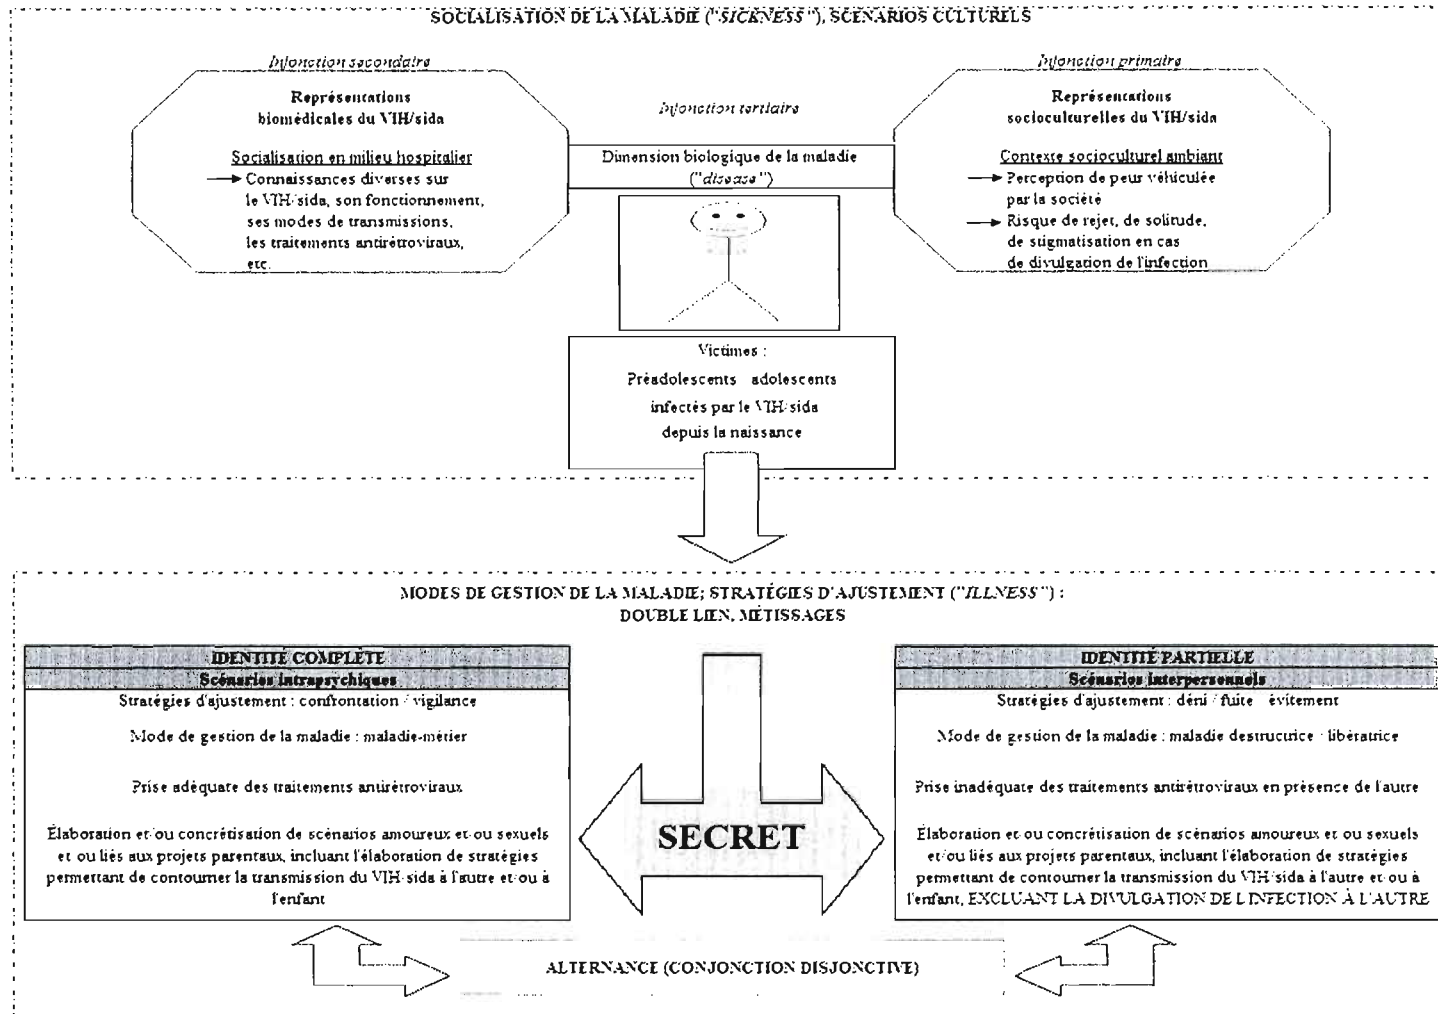 SOCIALISATION DE LA MALADIE ("SICKNESS"), SCÉNARIOS CULTURELS
Injonction secondaire
Représentations
biomédicales du VIH/sida
Socialisation en milieu hospitalier
→ Connaissances diverses sur
le VIH/sida, son fonctionnement,
ses modes de transmissions,
les traitements antirétroviraux,
etc.
Injonction tertiaire
Dimension biologique de la maladie
("disease")
Injonction primaire
Représentations
socioculturelles du VIH/sida
Contexte socioculturel ambiant
→ Perception de peur véhiculée
par la société
→ Risque de rejet, de solitude,
de stigmatisation en cas
de divulgation de l'infection
Victimes :
Préadolescents adolescents
infectés par le VIH/sida
depuis la naissance
MODES DE GESTION DE LA MALADIE; STRATÉGIES D'AJUSTEMENT ("ILLNESS") :
DOUBLE LIEN, MÉTISSAGES
IDENTITÉ COMPLÈTE
Scénarios intrapsychiques
Stratégies d'ajustement : confrontation / vigilance
Mode de gestion de la maladie : maladie-métier
Prise adéquate des traitements antirétroviraux
Élaboration et/ou concrétisation de scénarios amoureux et/ou sexuels
et/ou liés aux projets parentaux, incluant l'élaboration de stratégies
permettant de contourner la transmission du VIH/sida à l'autre et/ou à
l'enfant
SECRET
IDENTITÉ PARTIELLE
Scénarios interpersonnels
Stratégies d'ajustement : déni / fuite / évitement
Mode de gestion de la maladie : maladie destructrice / libératrice
Prise inadéquate des traitements antirétroviraux en présence de l'autre
Élaboration et/ou concrétisation de scénarios amoureux et/ou sexuels
et/ou liés aux projets parentaux, incluant l'élaboration de stratégies
permettant de contourner la transmission du VIH/sida à l'autre et/ou à
l'enfant, EXCLUANT LA DIVULGATION DE L'INFECTION À L'AUTRE
ALTERNANCE (CONJONCTION DISJONCTIVE)